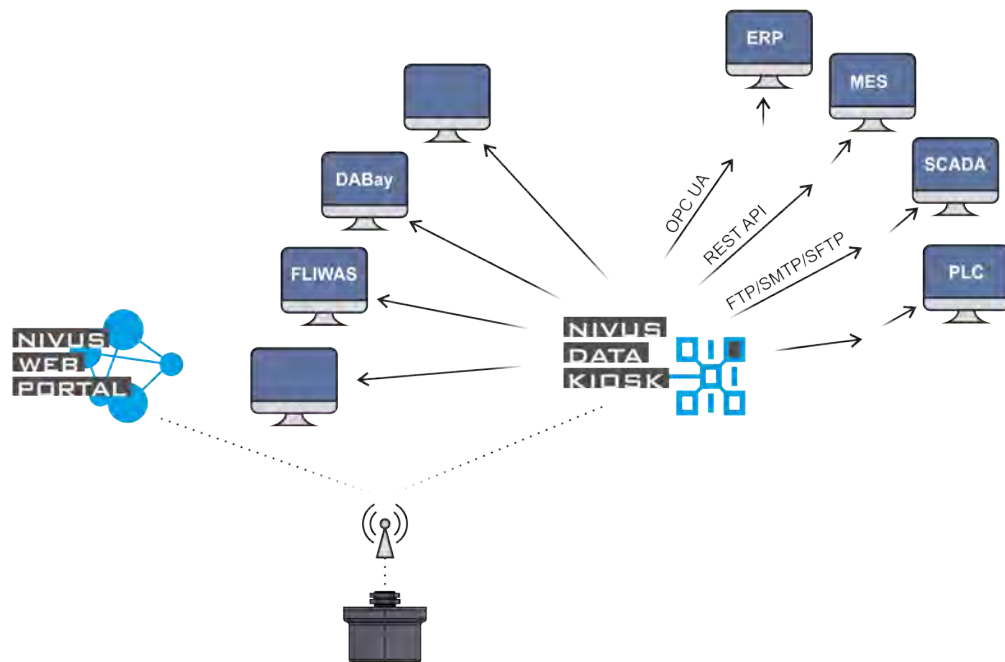 ERP
MES
SCADA
PLC
DABay
FLIWAS
OPC UA
REST API
FTP/SMTP/SFTP
NIVUS
WEB
PORTAL
NIVUS
DATA
KIOSK